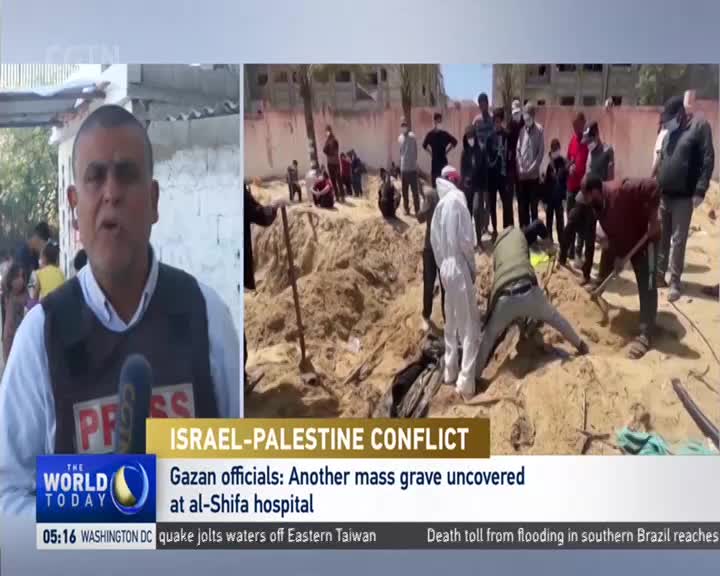 CGTN
PRESS
CGTN
ISRAEL-PALESTINE CONFLICT
Gazan officials: Another mass grave uncovered
at al-Shifa hospital
THE
WORLD
TODAY
05:16 WASHINGTON DC quake jolts waters off Eastern Taiwan Death toll from flooding in southern Brazil reaches